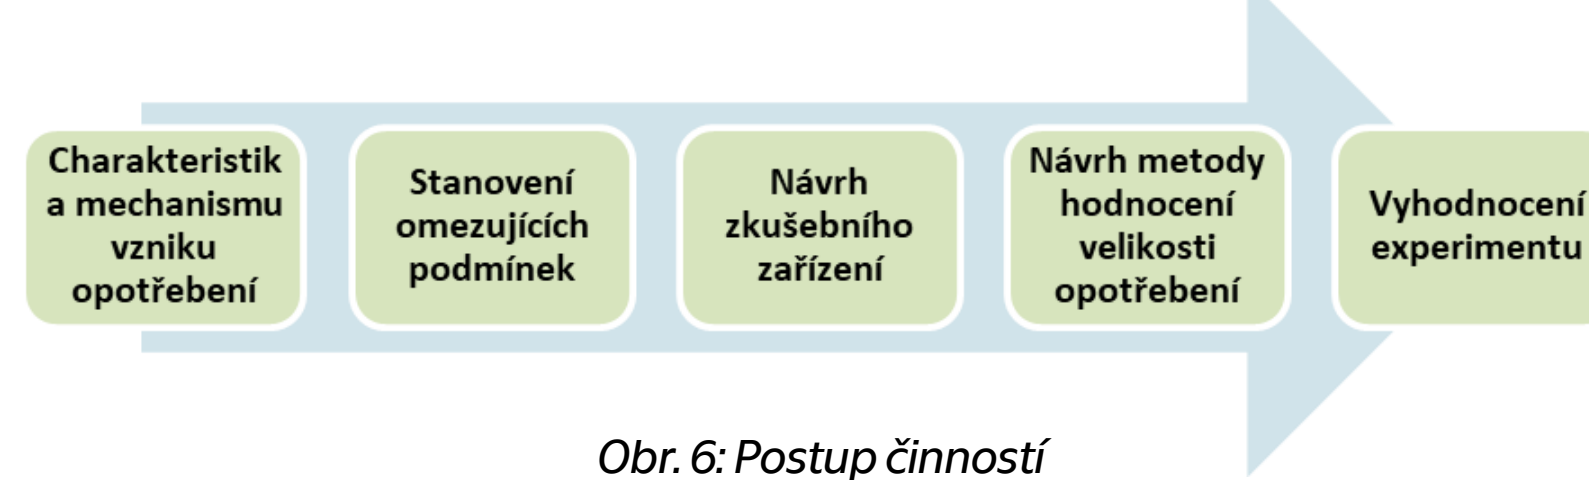 Charakteristik
a mechanismu
vzniku
opotřebení
Stanovení
omezujících
podmínek
Návrh
zkušebního
zařízení
Návrh metody
hodnocení
velikosti
opotřebení
Vyhodnocení
experimentu
Obr. 6: Postup činností